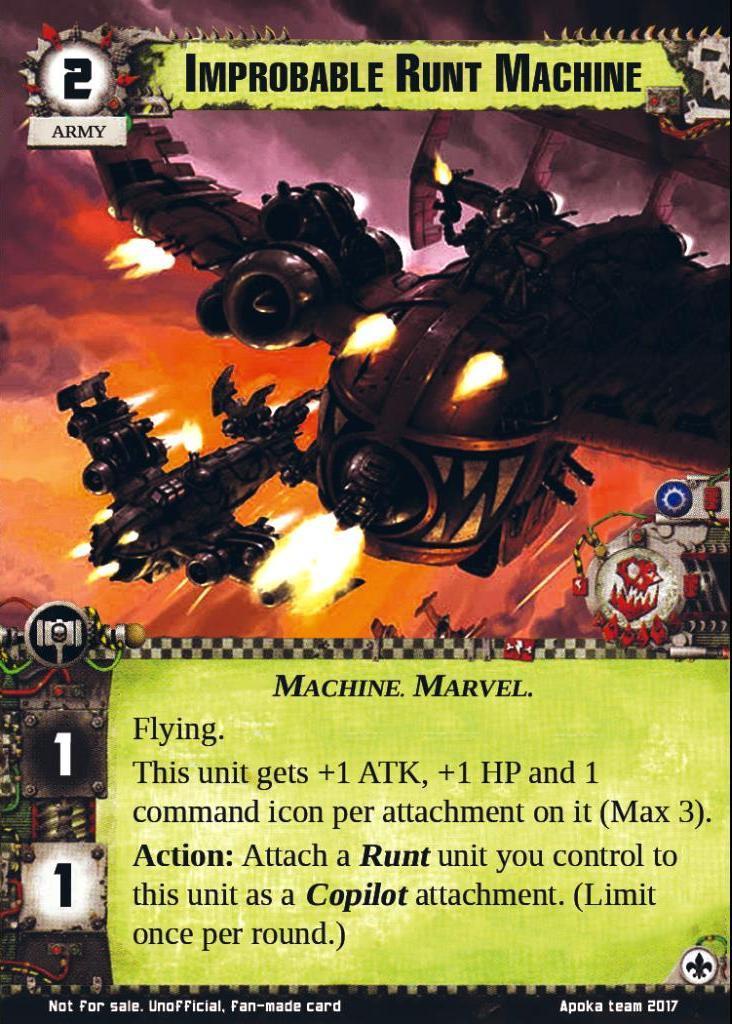 2
IMPROBABLE RUNT MACHINE
ARMY
MACHINE. MARVEL.
Flying.
This unit gets +1 ATK, +1 HP and 1
command icon per attachment on it (Max 3).
Action: Attach a Runt unit you control to
this unit as a Copilot attachment. (Limit
once per round.)
1
1
Not for sale. Unofficial, fan-made card
Apoka team 2017